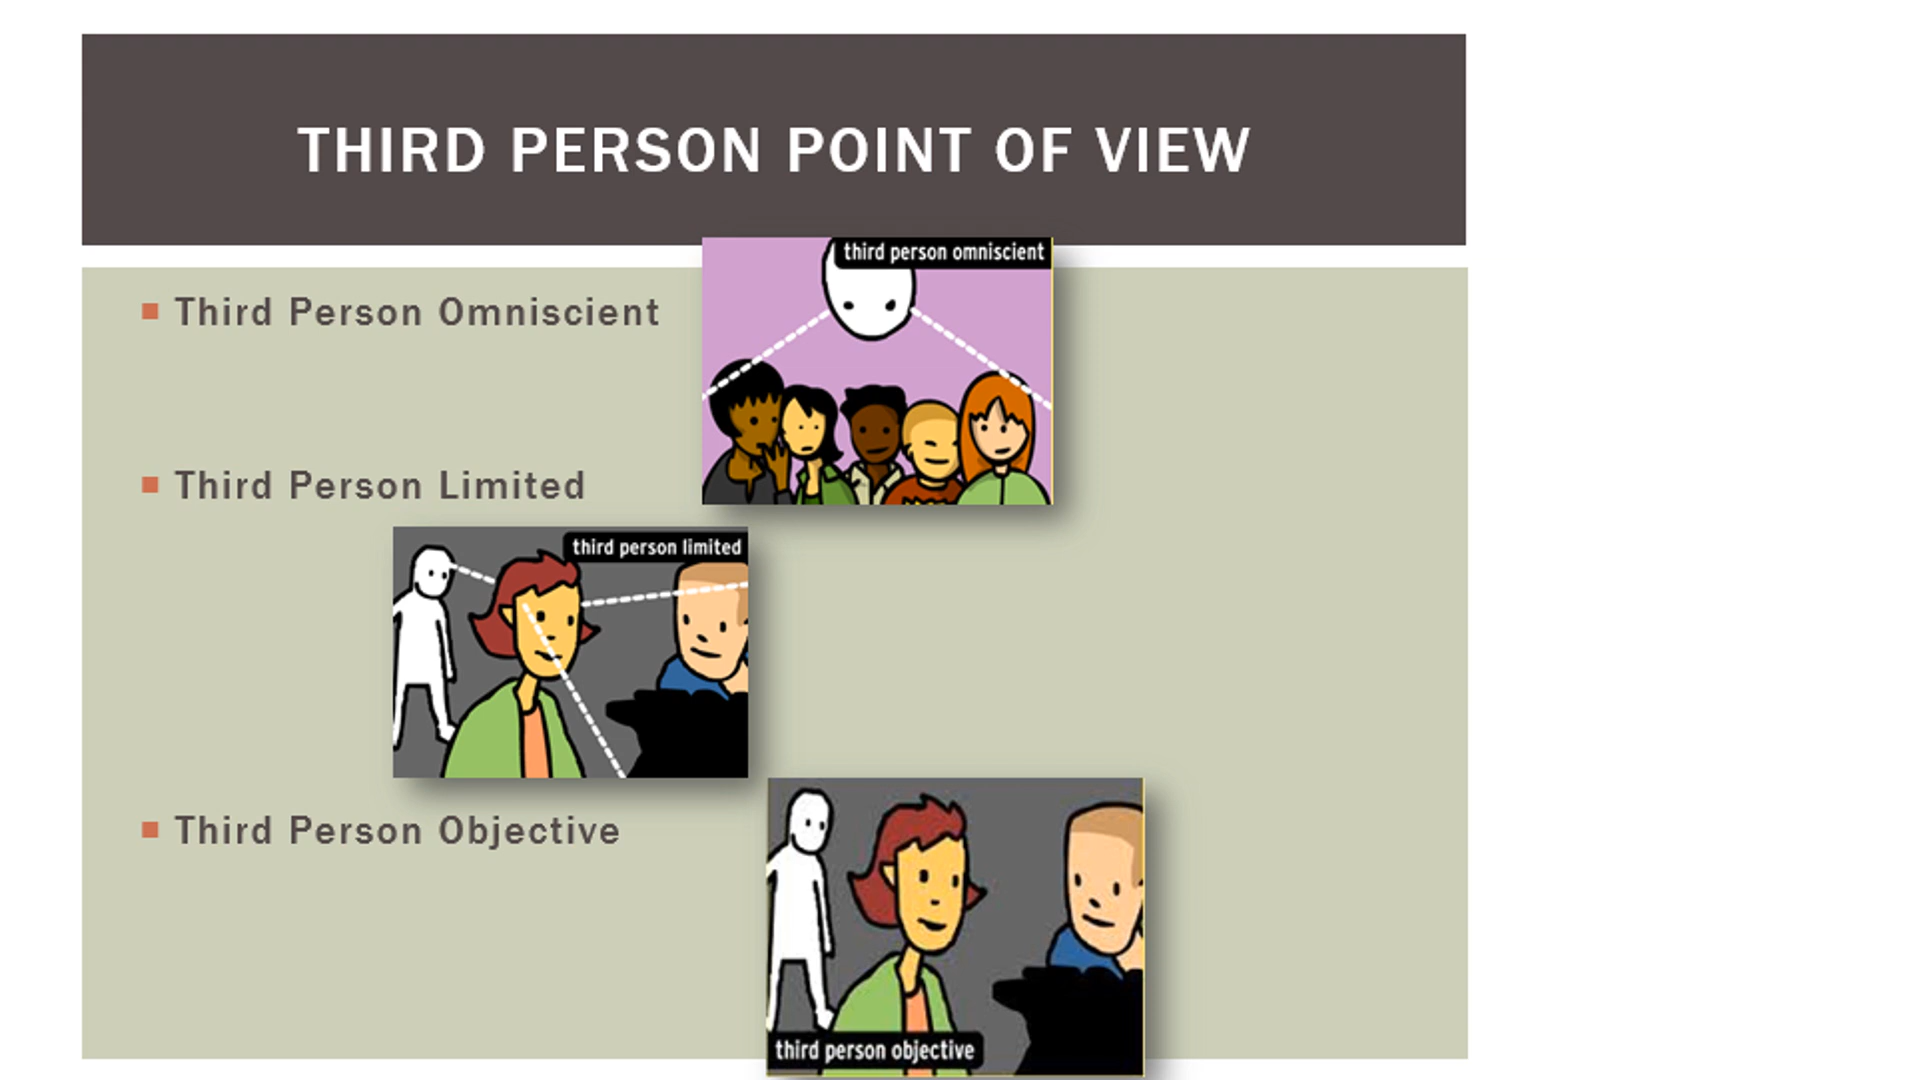 THIRD PERSON POINT OF VIEW
third person omniscient
Third Person Omniscient
Third Person Limited
third person limited
Third Person Objective
third person objective